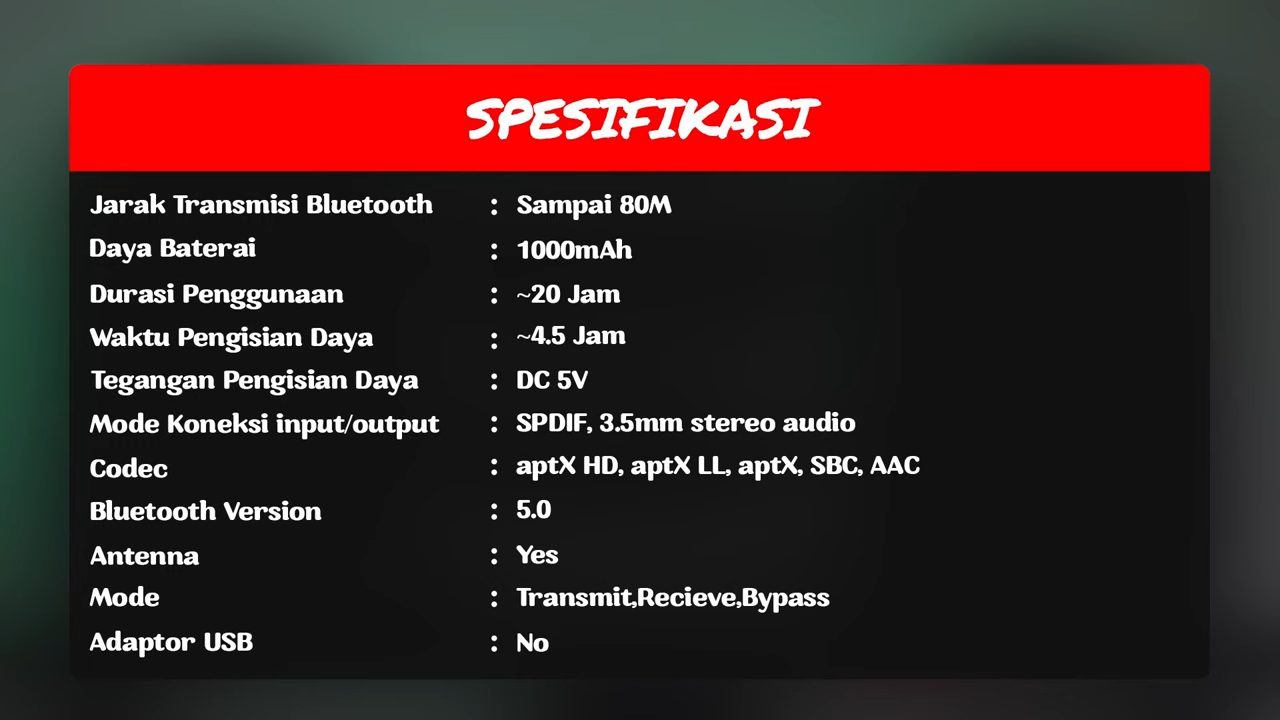 SPESIFIKASI
Jarak Transmisi Bluetooth : Sampai 80M
Daya Baterai : 1000mAh
Durasi Penggunaan : ~20 Jam
Waktu Pengisian Daya : ~4.5 Jam
Tegangan Pengisian Daya : DC 5V
Mode Koneksi input/output : SPDIF, 3.5mm stereo audio
Codec : aptX HD, aptX LL, aptX, SBC, AAC
Bluetooth Version : 5.0
Antenna : Yes
Mode : Transmit,Recieve,Bypass
Adaptor USB : No